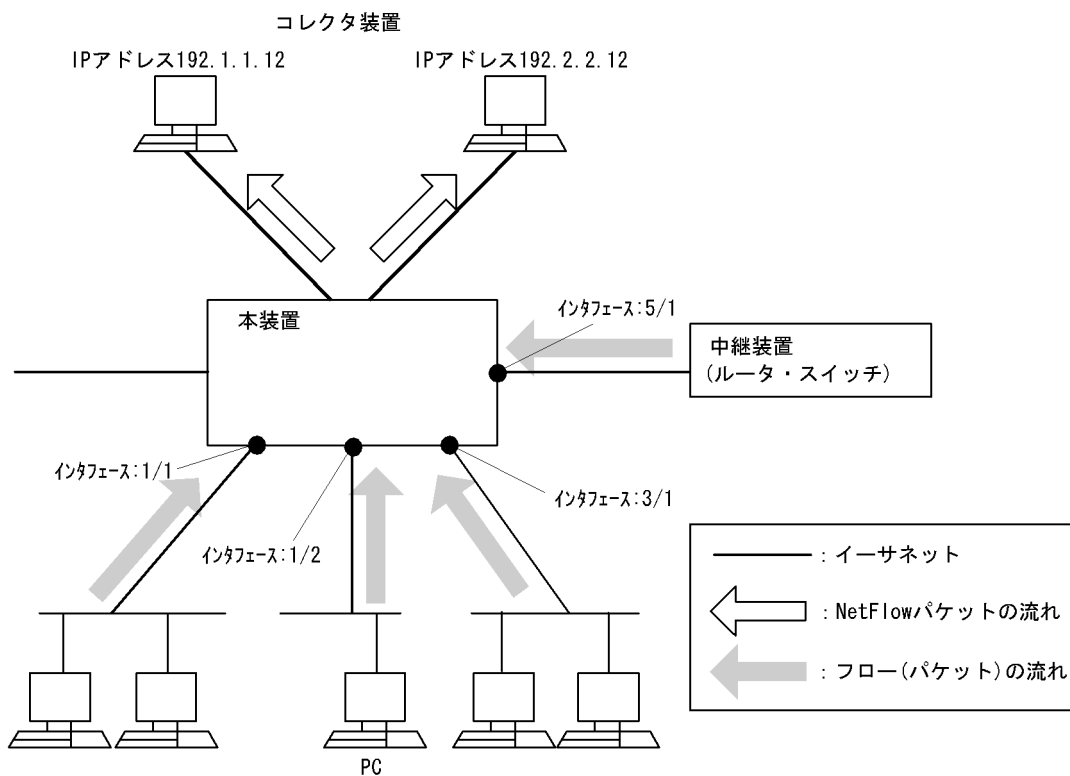 コレクタ装置
IPアドレス192.1.1.12
IPアドレス192.2.2.12
本装置
ｲﾝﾀﾌｪｰｽ:5/1
中継装置
(ルータ・スイッチ)
ｲﾝﾀﾌｪｰｽ:1/1
ｲﾝﾀﾌｪｰｽ:3/1
ｲﾝﾀﾌｪｰｽ:1/2
：イーサネット
：NetFlowパケットの流れ
：フロー(パケット)の流れ
PC